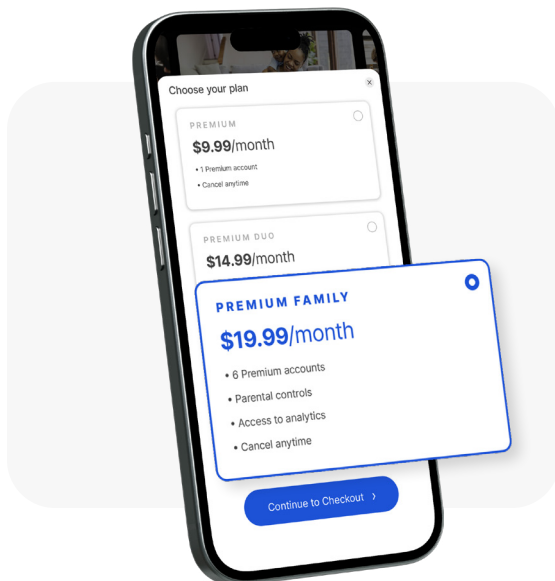 Choose your plan
PREMIUM
$9.99/month
• 1 Premium account
• Cancel anytime
PREMIUM DUO
$14.99/month
PREMIUM FAMILY
$19.99/month
• 6 Premium accounts
• Parental controls
• Access to analytics
• Cancel anytime
Continue to Checkout ›